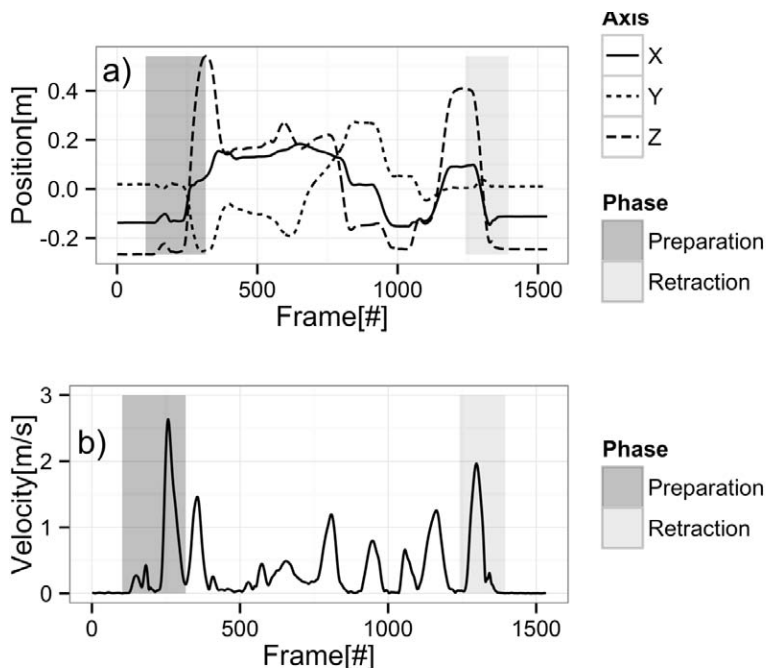 a)
Position[m]
0.4
0.2
0.0
-0.2
0
500
1000
1500
Frame[#]
Axis
X
Y
Z
Phase
Preparation
Retraction
b)
Velocity[m/s]
3
2
1
0
0
500
1000
1500
Frame[#]
Phase
Preparation
Retraction